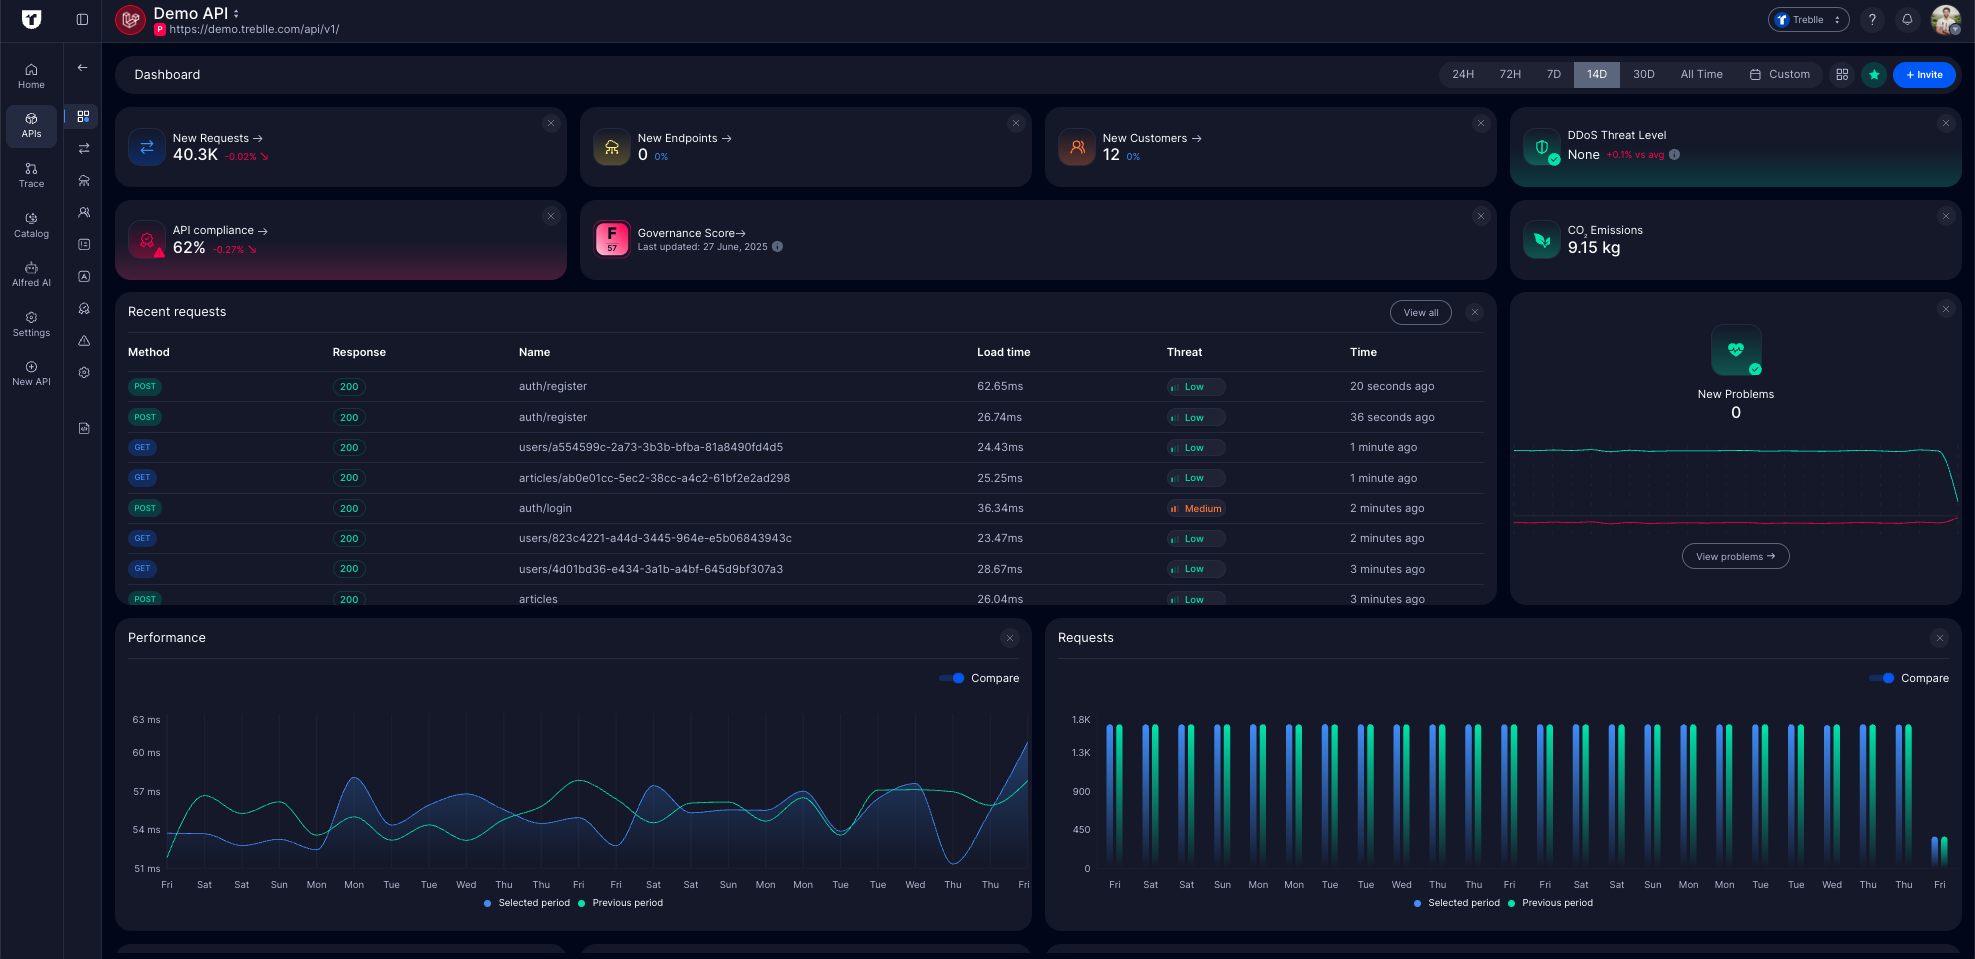 Demo API
P https://demo.treblle.com/api/v1/
Treblle
?
Home
APIs
Trace
Catalog
Alfred AI
Settings
New API
Dashboard
24H 72H 7D 14D 30D All Time Custom
+ Invite
New Requests →
40.3K -0.02%
New Endpoints →
0 0%
New Customers →
12 0%
DDoS Threat Level
None +0.1% vs avg
API compliance →
62% -0.27%
F
57
Governance Score→
Last updated: 27 June, 2025
CO₂ Emissions
9.15 kg
Recent requests
View all
Method Response Name Load time Threat Time
POST 200 auth/register 62.65ms Low 20 seconds ago
POST 200 auth/register 26.74ms Low 36 seconds ago
GET 200 users/a554599c-2a73-3b3b-bfba-81a8490fd4d5 24.43ms Low 1 minute ago
GET 200 articles/ab0e01cc-5ec2-38cc-a4c2-61bf2e2ad298 25.25ms Low 1 minute ago
POST 200 auth/login 36.34ms Medium 2 minutes ago
GET 200 users/823c4221-a44d-3445-964e-e5b06843943c 23.47ms Low 2 minutes ago
GET 200 users/4d01bd36-e434-3a1b-a4bf-645d9bf307a3 28.67ms Low 3 minutes ago
POST 200 articles 26.04ms Low 3 minutes ago
New Problems
0
View problems →
Performance
Compare
63 ms
60 ms
57 ms
54 ms
51 ms
Fri Sat Sat Sun Mon Mon Tue Tue Wed Thu Thu Fri Fri Sat Sat Sun Mon Mon Tue Tue Wed Thu Thu Fri
Selected period Previous period
Requests
Compare
1.8K
1.3K
900
450
0
Fri Sat Sat Sun Mon Mon Tue Tue Wed Thu Thu Fri Fri Sat Sat Sun Mon Mon Tue Tue Wed Thu Thu Fri
Selected period Previous period